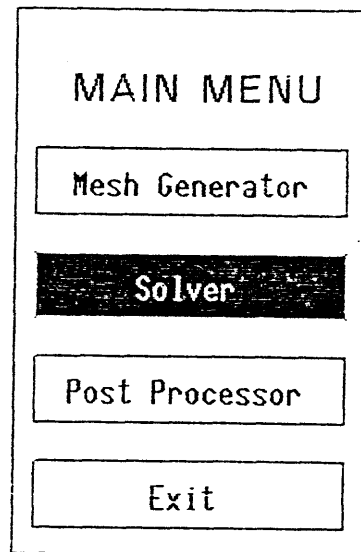 MAIN MENU
Mesh Generator
Solver
Post Processor
Exit